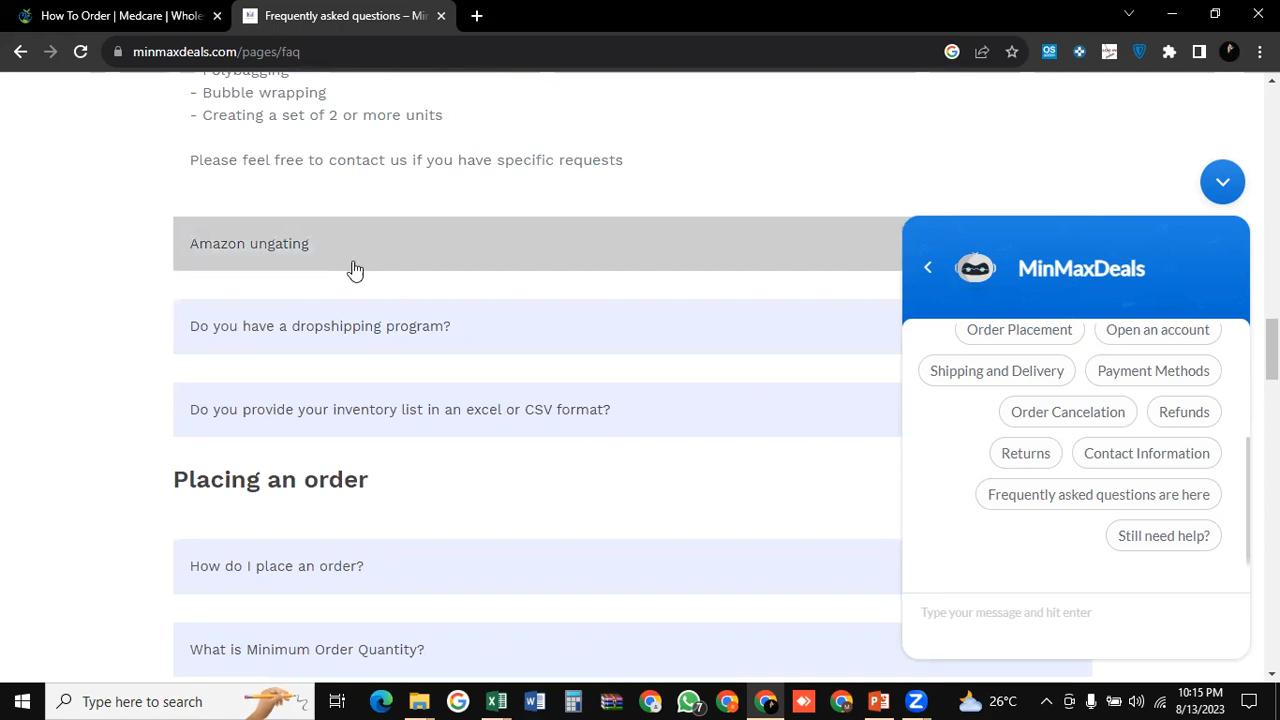 How To Order | Medcare | Whole
Frequently asked questions – Mi
minmaxdeals.com/pages/faq
- Polybagging
- Bubble wrapping
- Creating a set of 2 or more units
Please feel free to contact us if you have specific requests
Amazon ungating
Do you have a dropshipping program?
Do you provide your inventory list in an excel or CSV format?
Placing an order
How do I place an order?
What is Minimum Order Quantity?
MinMaxDeals
Order Placement
Open an account
Shipping and Delivery
Payment Methods
Order Cancelation
Refunds
Returns
Contact Information
Frequently asked questions are here
Still need help?
Type your message and hit enter
Type here to search
7
26°C
10:15 PM
8/13/2023